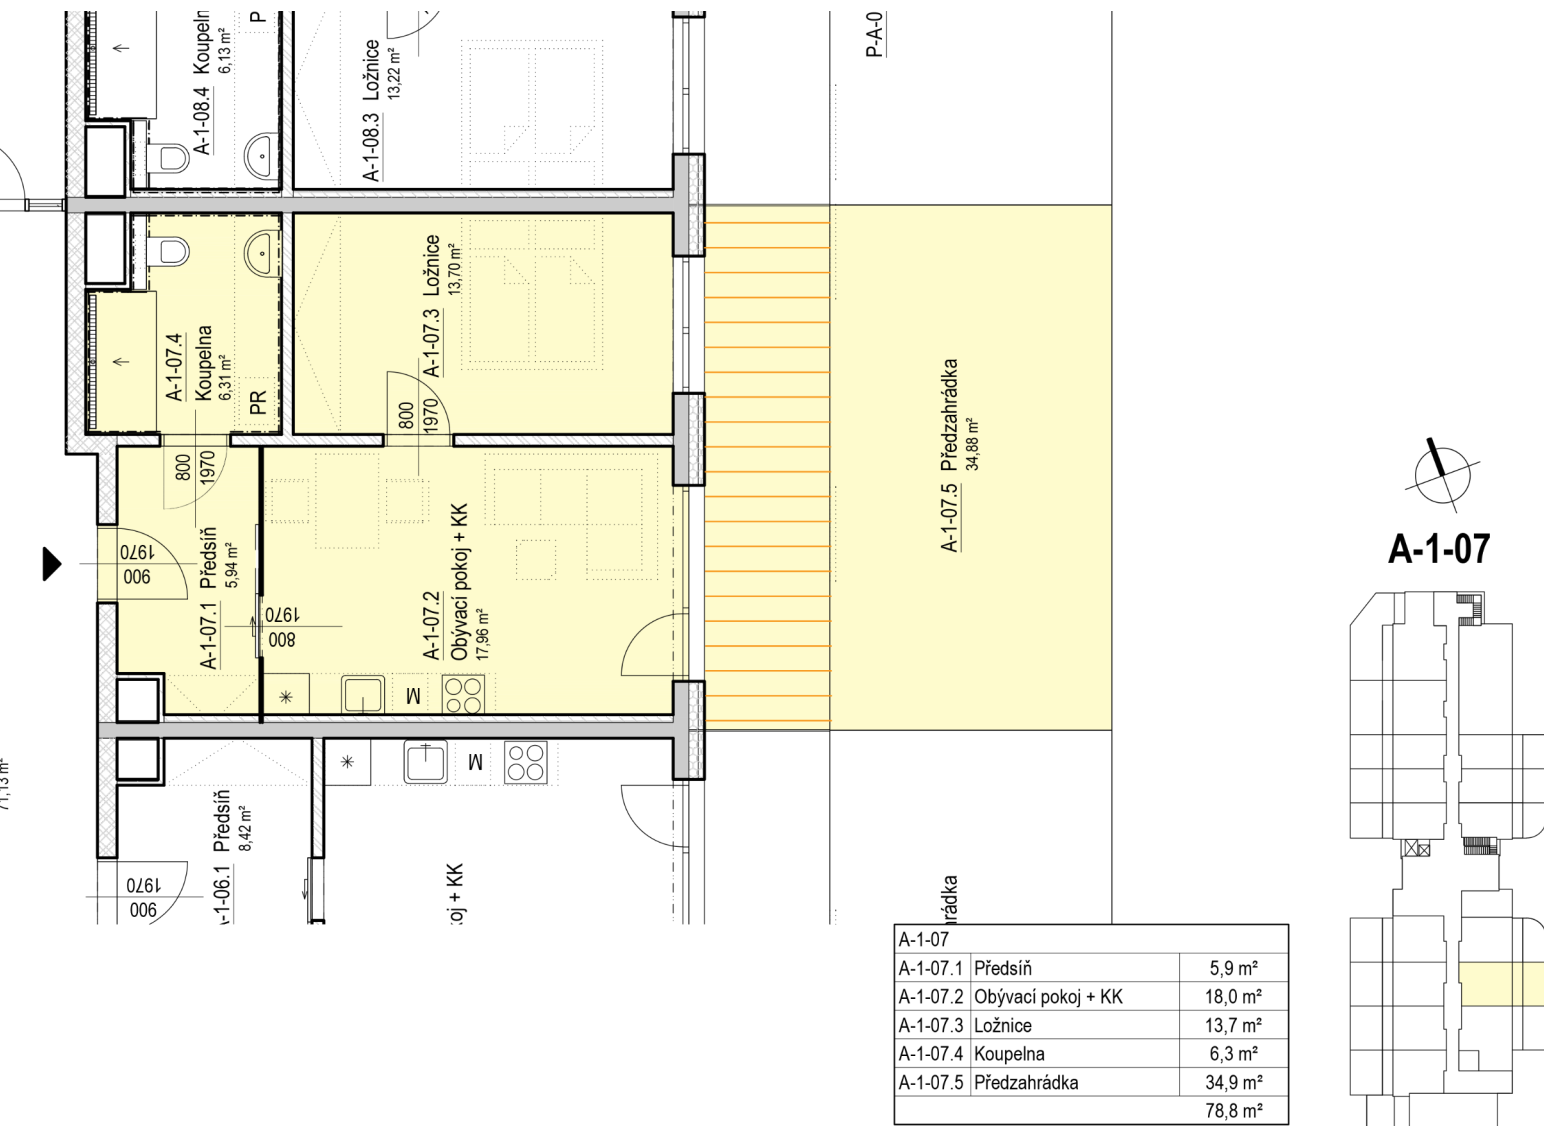 A-1-08.4 Koupeln
6,13 m²
P
A-1-08.3 Ložnice
13,22 m²
P-A-0
A-1-07.4
Koupelna
6,31 m²
PR
A-1-07.3 Ložnice
13,70 m²
800
1970
800
1970
A-1-07.5 Předzahrádka
34,88 m²
1970
900
A-1-07.1 Předsíň
5,94 m²
1970
800
A-1-07.2
Obývací pokoj + KK
17,96 m²
M
M
71,13 m²
-1-06.1 Předsíň
8,42 m²
1970
900
oj + KK
hrádka
A-1-07
A-1-07
A-1-07.1 Předsíň 5,9 m²
A-1-07.2 Obývací pokoj + KK 18,0 m²
A-1-07.3 Ložnice 13,7 m²
A-1-07.4 Koupelna 6,3 m²
A-1-07.5 Předzahrádka 34,9 m²
78,8 m²